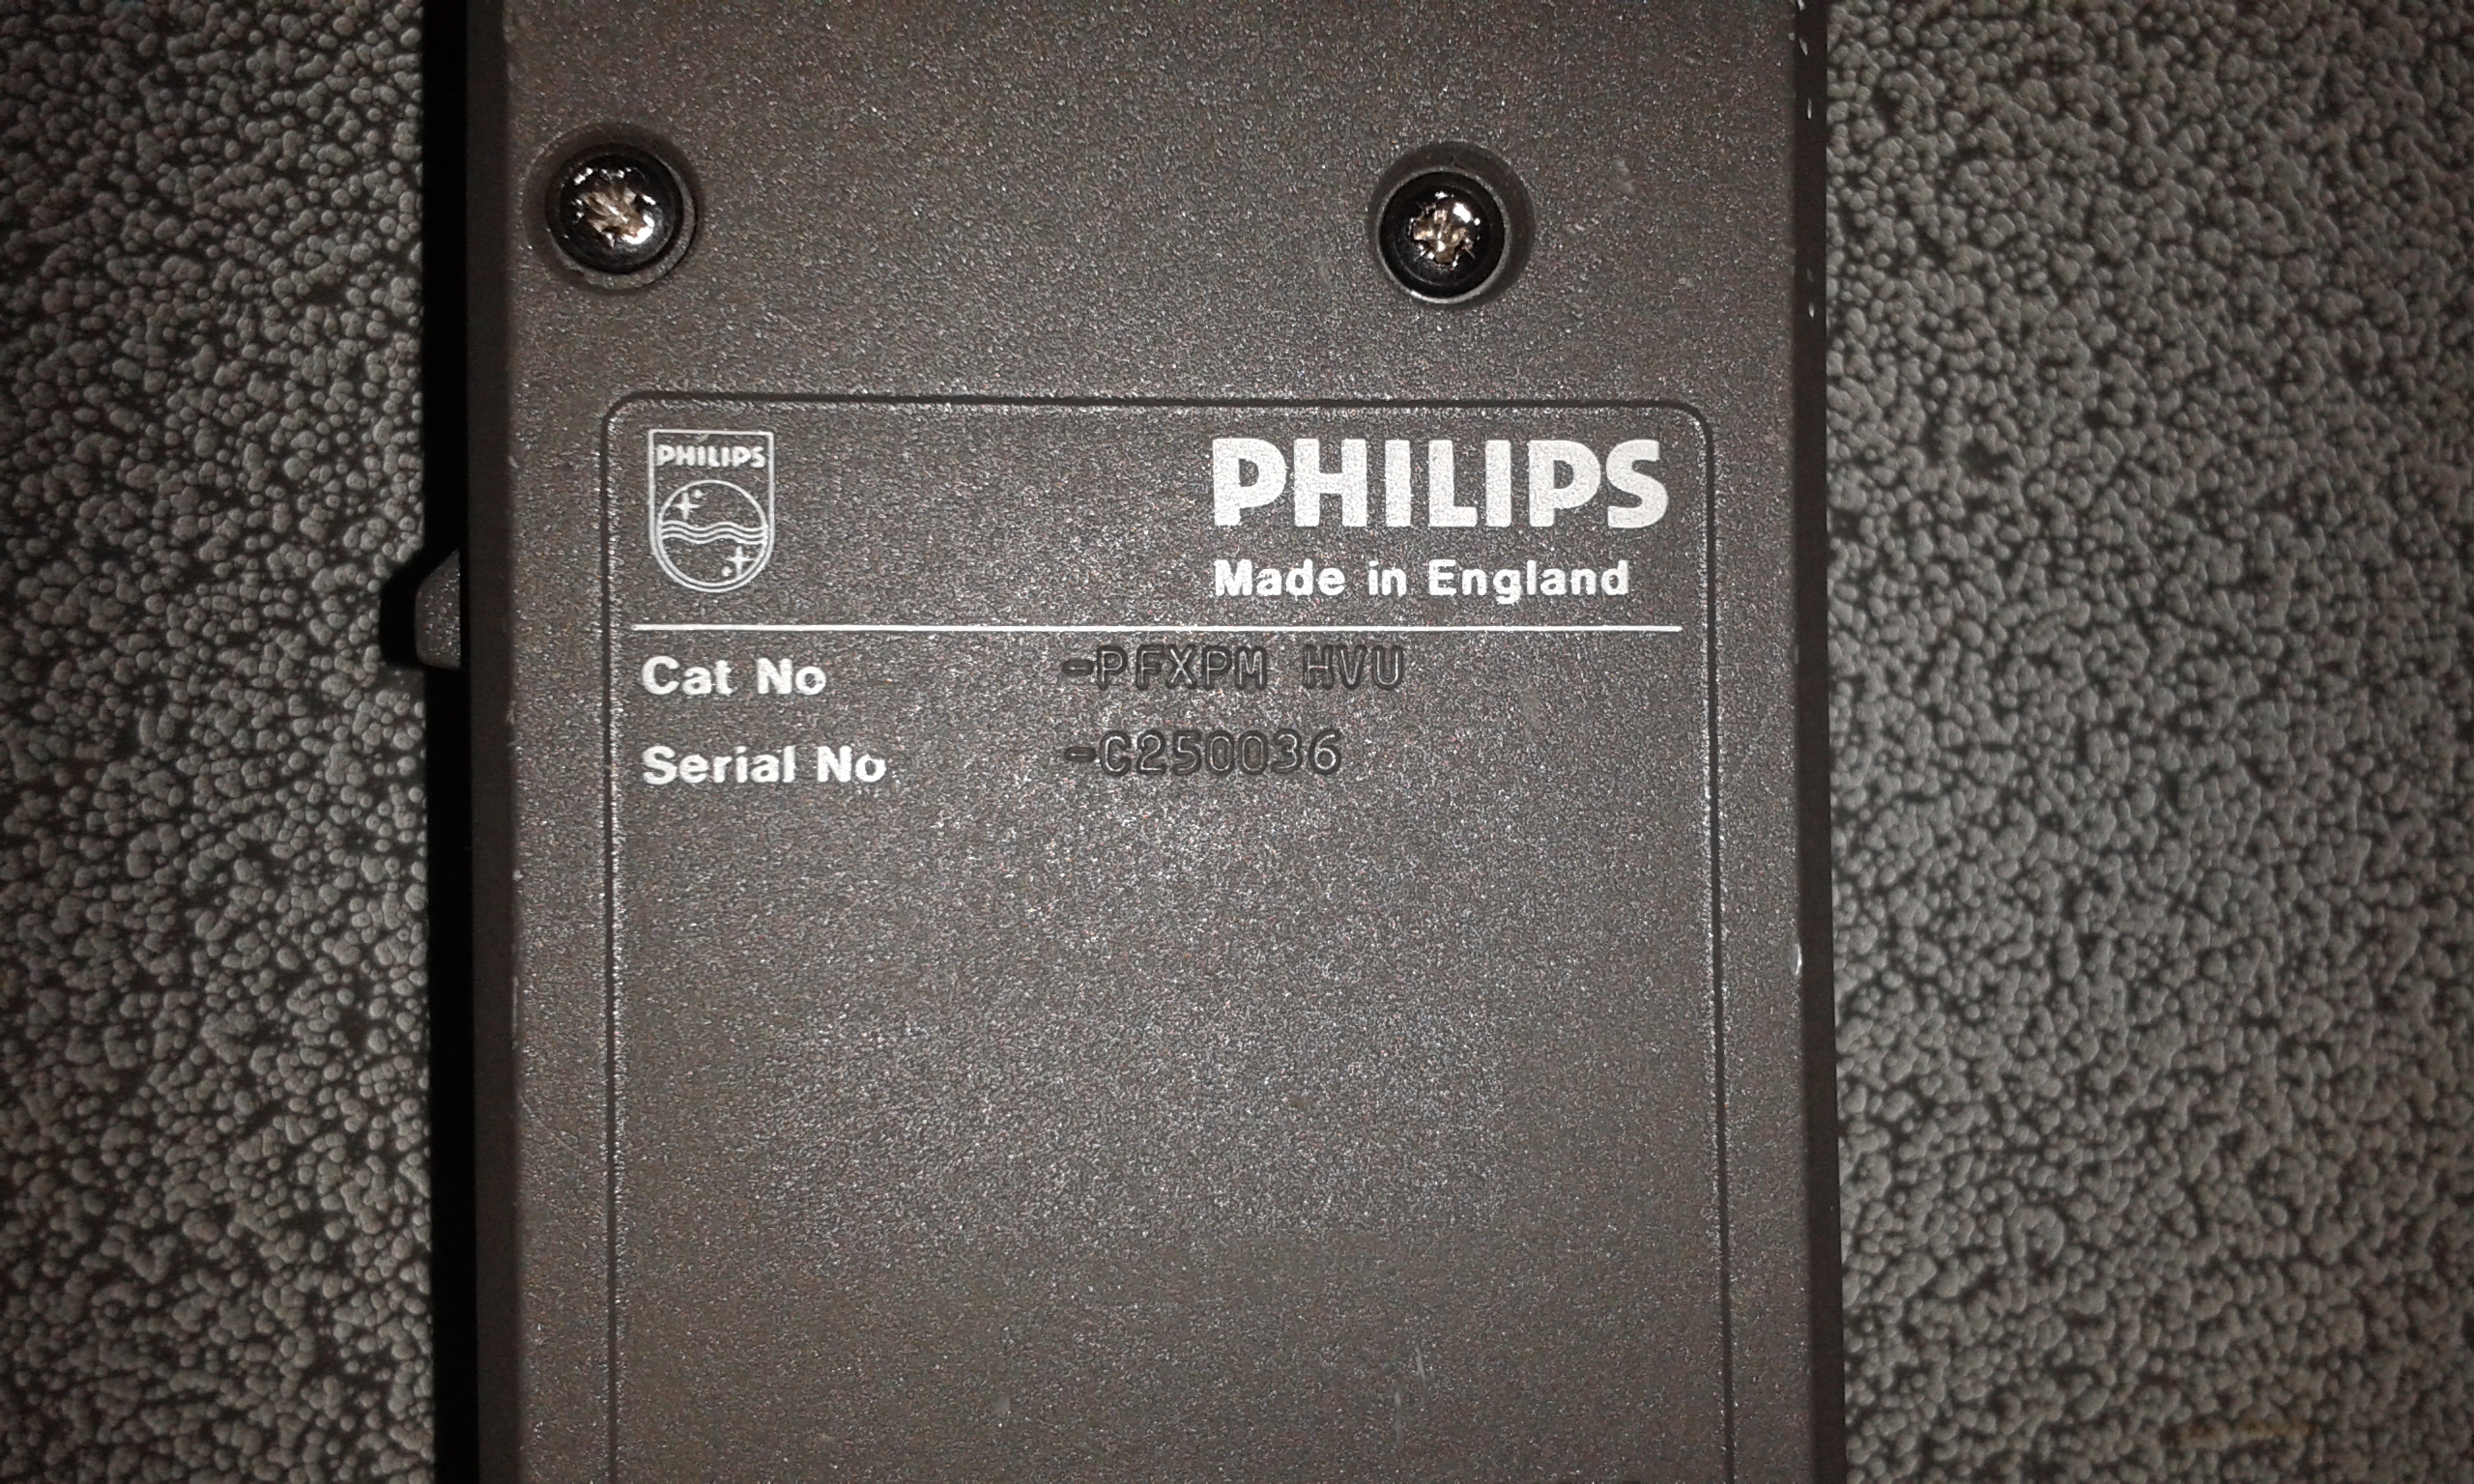 PHILIPS
PHILIPS
Made in England
Cat No -PFXPM HVU
Serial No -C250036